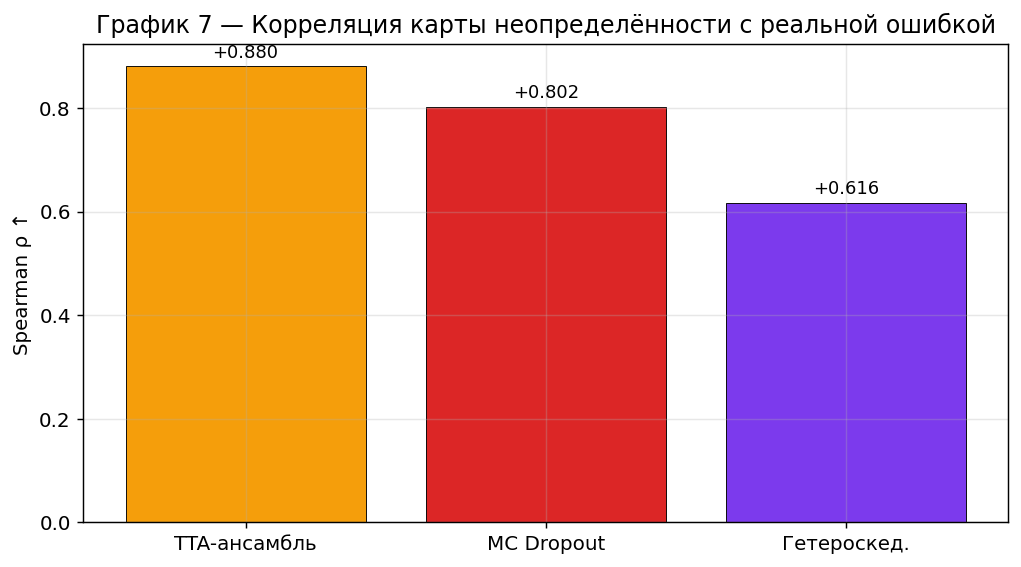 График 7 — Корреляция карты неопределённости с реальной ошибкой
+0.880
+0.802
+0.616
Spearman ρ ↑
0.8
0.6
0.4
0.2
0.0
TTA-ансамбль
MC Dropout
Гетероскед.